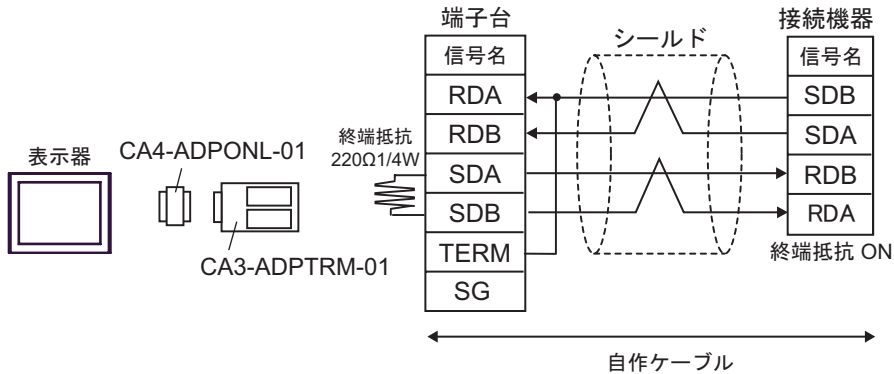 端子台
接続機器
シールド
信号名
信号名
RDA
SDB
RDB
SDA
SDA
RDB
SDB
RDA
TERM
SG
終端抵抗
220Ω1/4W
表示器
CA4-ADPONL-01
CA3-ADPTRM-01
終端抵抗 ON
自作ケーブル